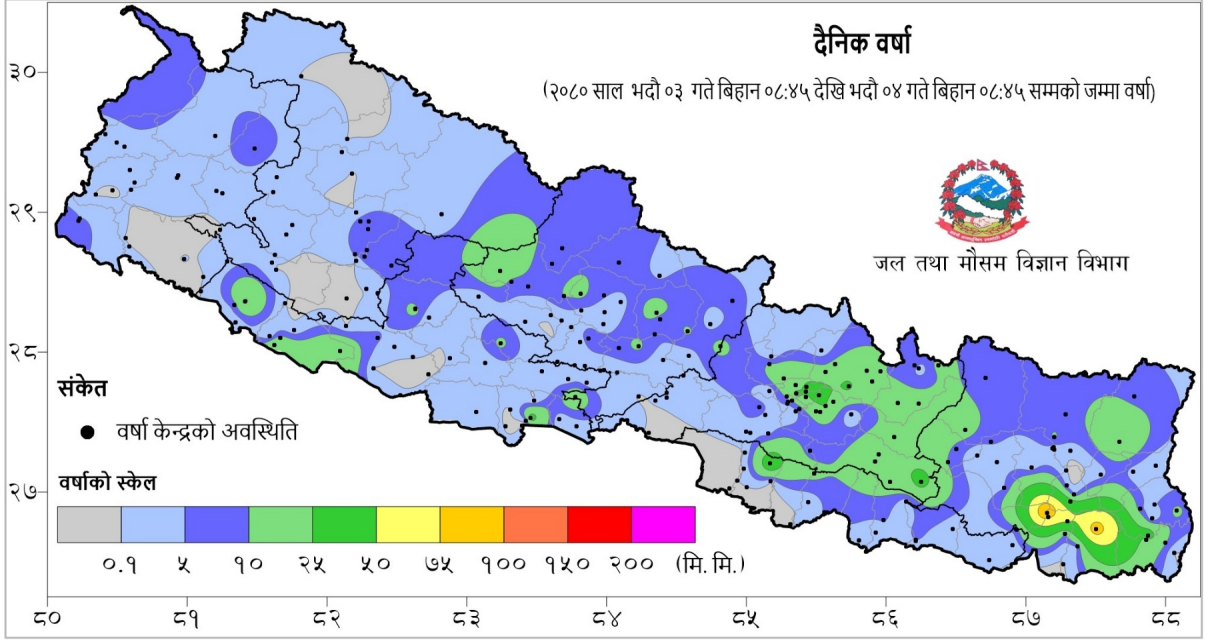 दैनिक वर्षा
(२०८० साल भदौ ०३ गते बिहान ०८:४५ देखि भदौ ०४ गते बिहान ०८:४५ सम्मको जम्मा वर्षा)
जल तथा मौसम विज्ञान विभाग
३०
२९
२८
२७
संकेत
वर्षा केन्द्रको अवस्थिति
वर्षाको स्केल
०.१ ५ १० २५ ५० ७५ १०० १५० २०० (मि. मि.)
८० ८१ ८२ ८३ ८४ ८५ ८६ ८७ ८८